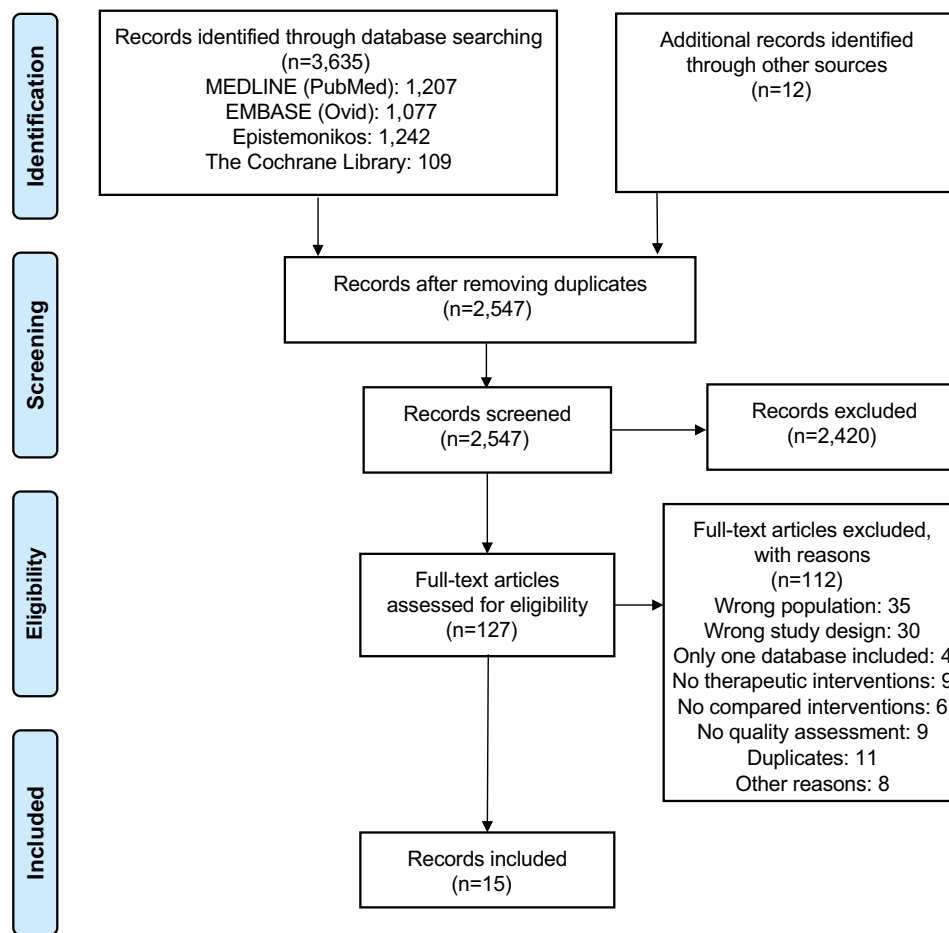 Identification
Records identified through database searching
(n=3,635)
MEDLINE (PubMed): 1,207
EMBASE (Ovid): 1,077
Epistemonikos: 1,242
The Cochrane Library: 109
Additional records identified
through other sources
(n=12)
Screening
Records after removing duplicates
(n=2,547)
Records screened
(n=2,547)
Records excluded
(n=2,420)
Eligibility
Full-text articles
assessed for eligibility
(n=127)
Full-text articles excluded,
with reasons
(n=112)
Wrong population: 35
Wrong study design: 30
Only one database included: 4
No therapeutic interventions: 9
No compared interventions: 6
No quality assessment: 9
Duplicates: 11
Other reasons: 8
Included
Records included
(n=15)